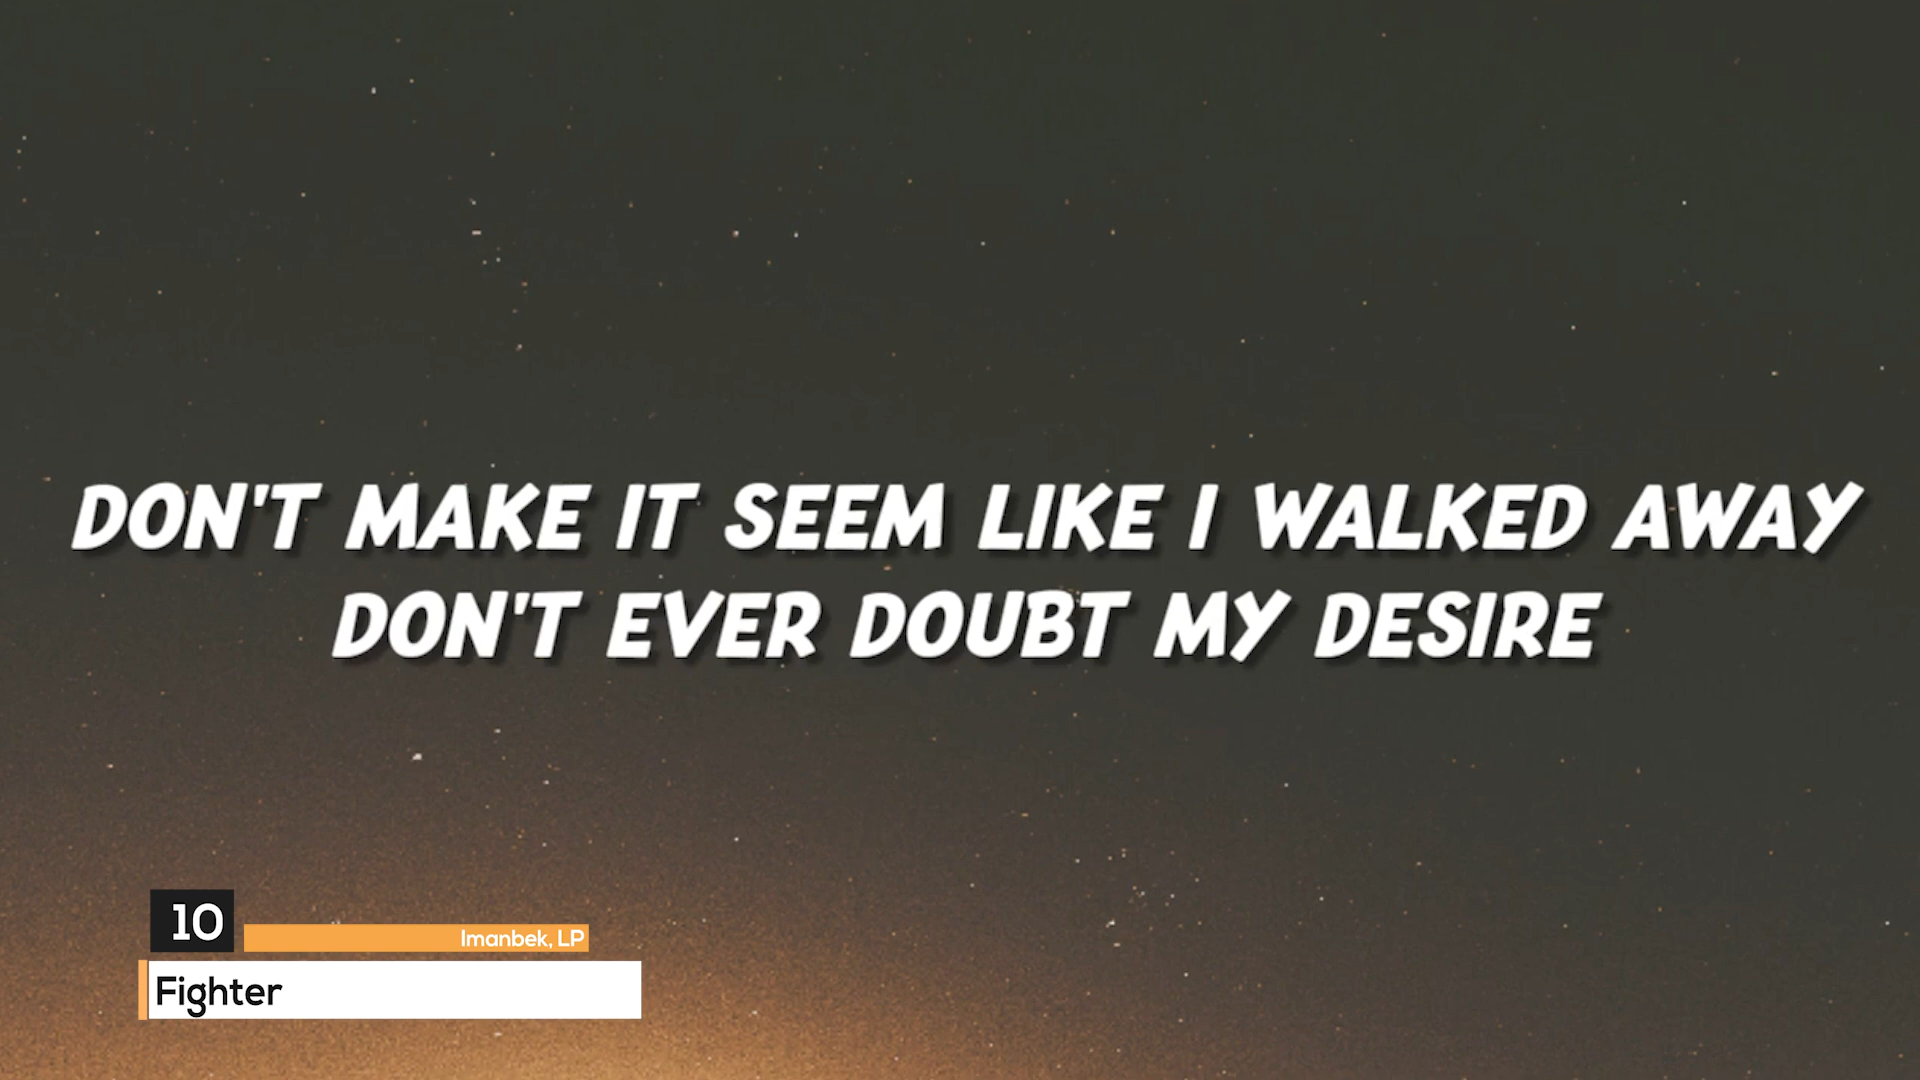 DON'T MAKE IT SEEM LIKE I WALKED AWAY
DON'T EVER DOUBT MY DESIRE
10
Imanbek, LP
Fighter